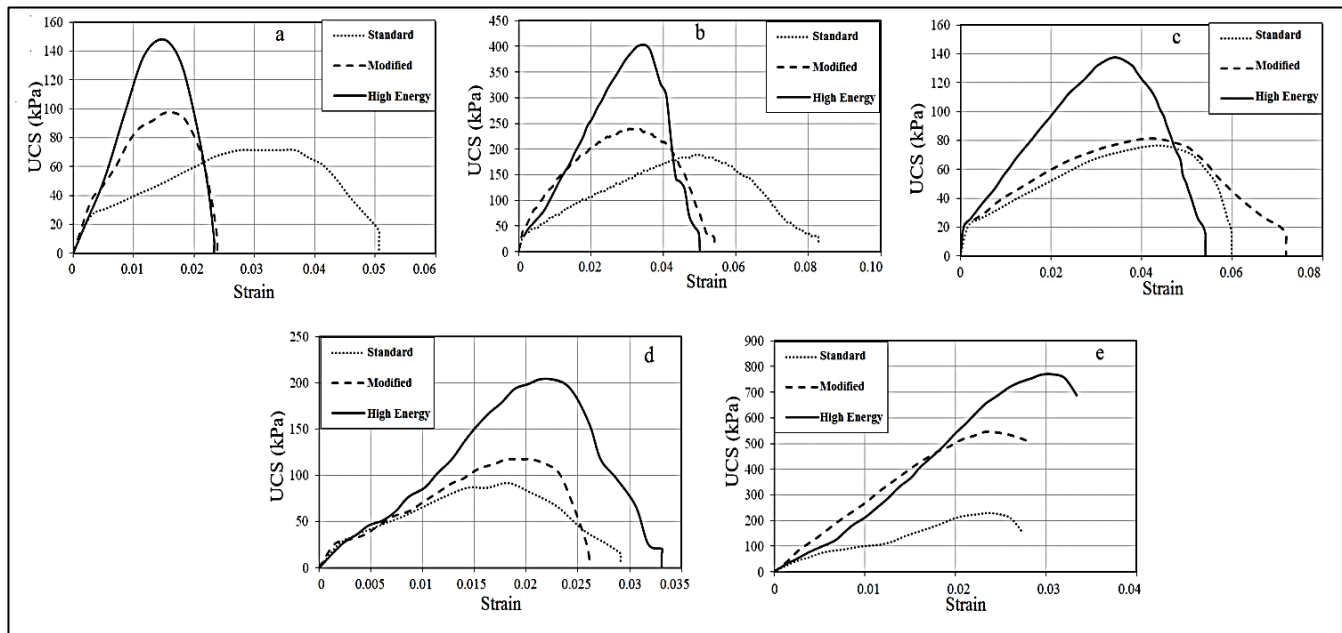 a
Standard
Modified
High Energy
UCS (kPa)
160
140
120
100
80
60
40
20
0
0 0.01 0.02 0.03 0.04 0.05 0.06
Strain
b
Standard
Modified
High Energy
UCS (kPa)
450
400
350
300
250
200
150
100
50
0
0.00 0.02 0.04 0.06 0.08 0.10
Strain
c
Standard
Modified
High Energy
UCS (kPa)
160
140
120
100
80
60
40
20
0
0 0.02 0.04 0.06 0.08
Strain
d
Standard
Modified
High Energy
UCS (kPa)
250
200
150
100
50
0
0 0.005 0.01 0.015 0.02 0.025 0.03 0.035
Strain
e
Standard
Modified
High Energy
UCS (kPa)
900
800
700
600
500
400
300
200
100
0
0 0.01 0.02 0.03 0.04
Strain